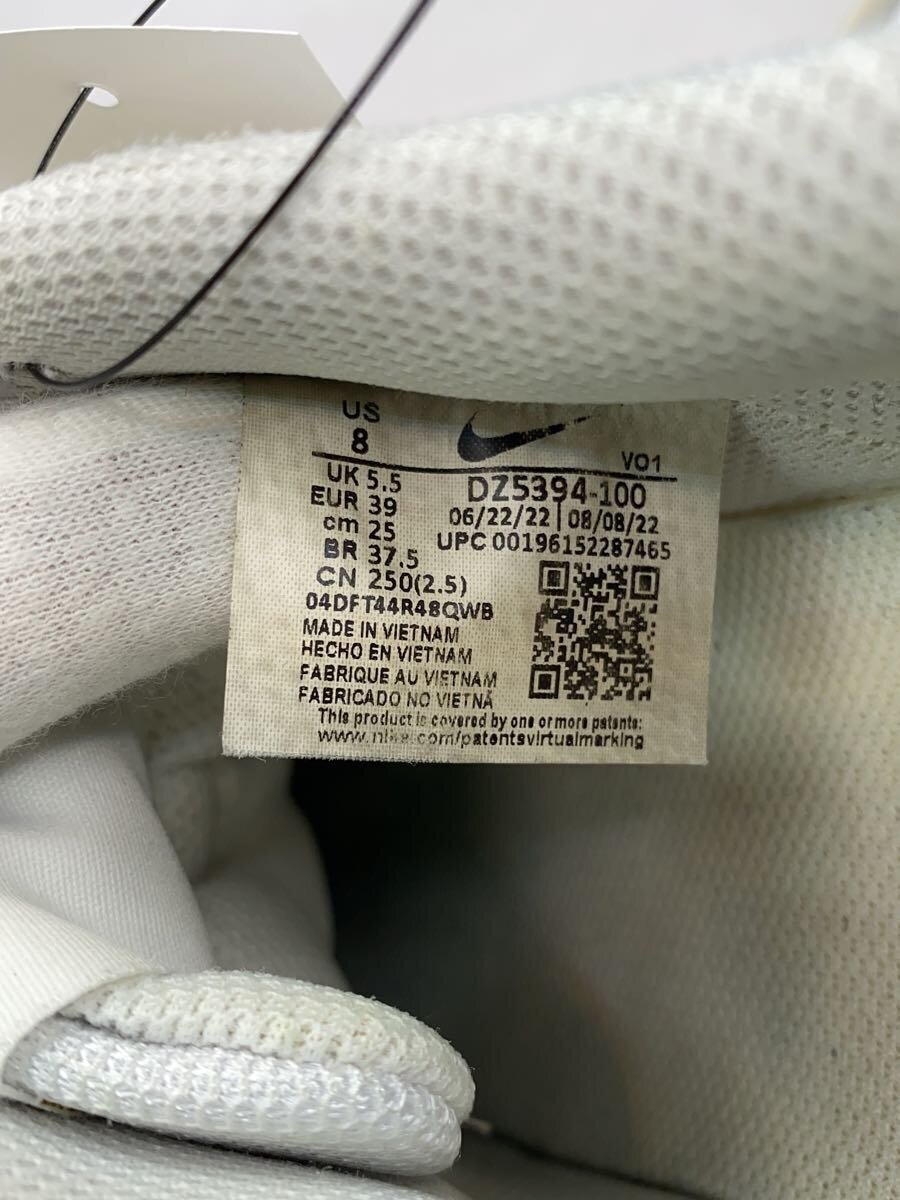 US
8
VO1
UK 5.5
EUR 39
cm 25
BR 37.5
CN 250(2.5)
DZ5394-100
06/22/22 | 08/08/22
UPC 00196152287465
04DFT44R48QWB
MADE IN VIETNAM
HECHO EN VIETNAM
FABRIQUE AU VIETNAM
FABRICADO NO VIETNÃ
This product is covered by one or more patents:
www.nike.com/patentsvirtualmarking